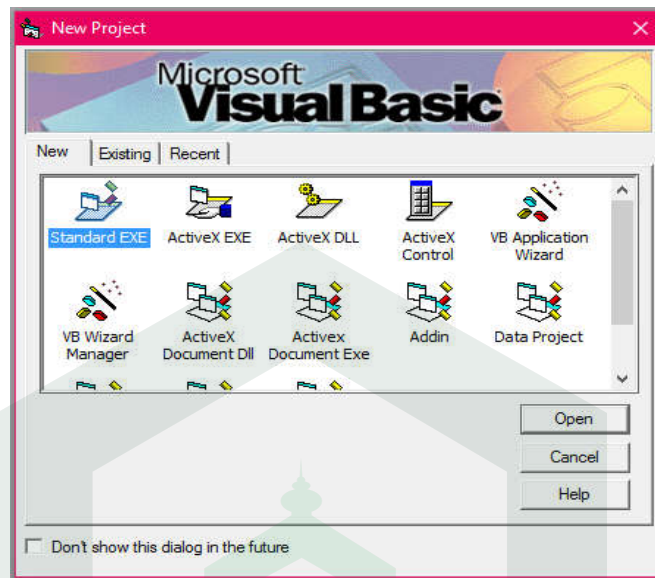 New Project
Microsoft
Visual Basic
New Existing Recent
Standard EXE ActiveX EXE ActiveX DLL ActiveX Control VB Application Wizard
VB Wizard Manager ActiveX Document Dll Activex Document Exe Addin Data Project
Open
Cancel
Help
Don't show this dialog in the future